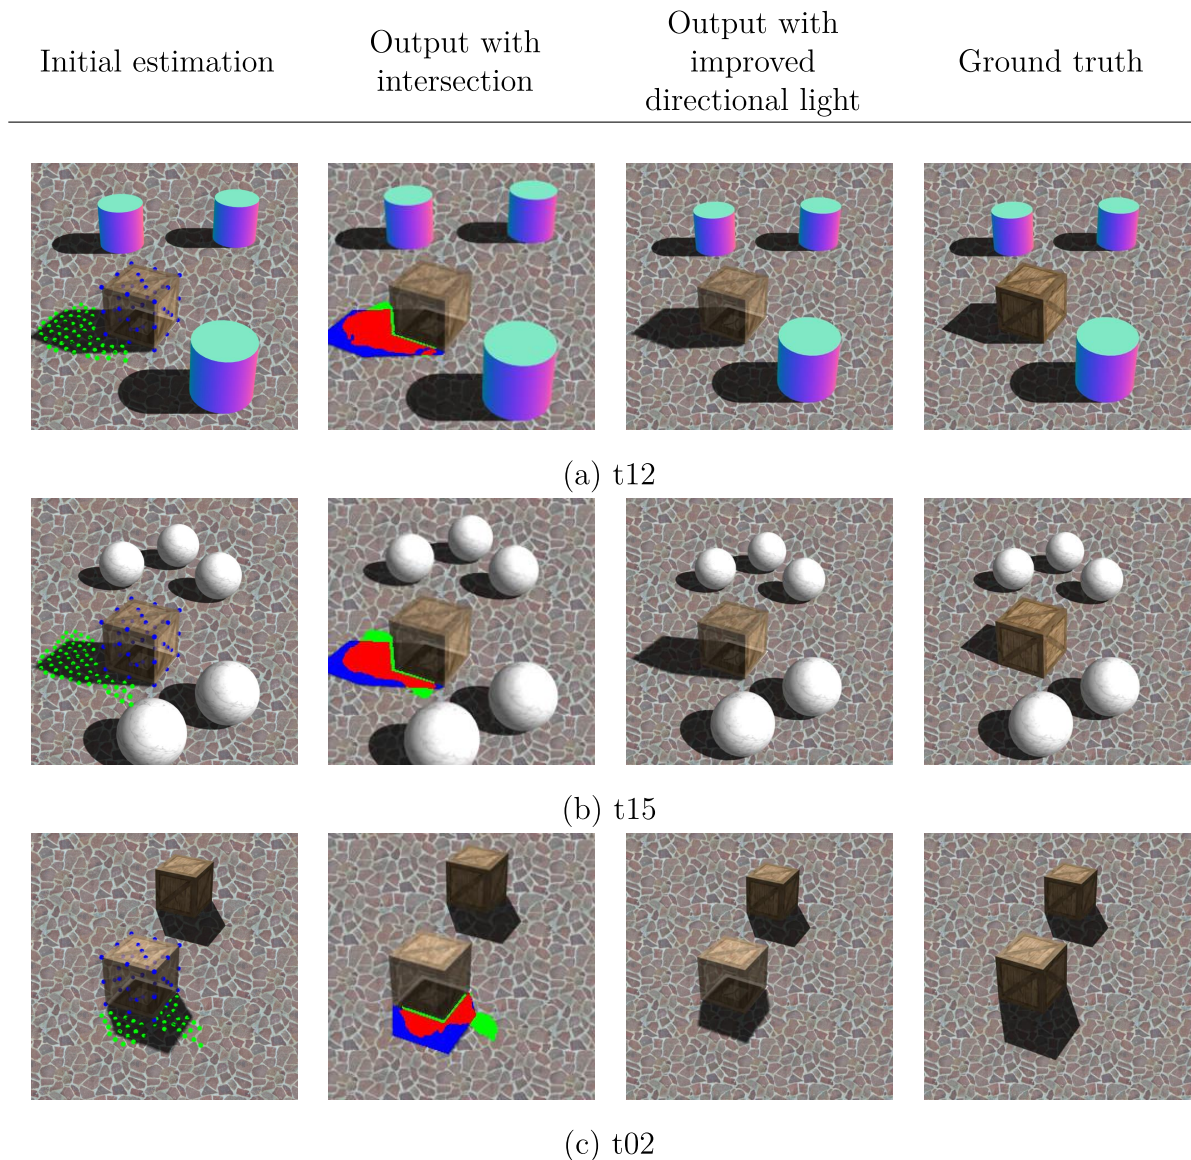 Initial estimation
Output with
intersection
Output with
improved
directional light
Ground truth
(a) t12
(b) t15
(c) t02